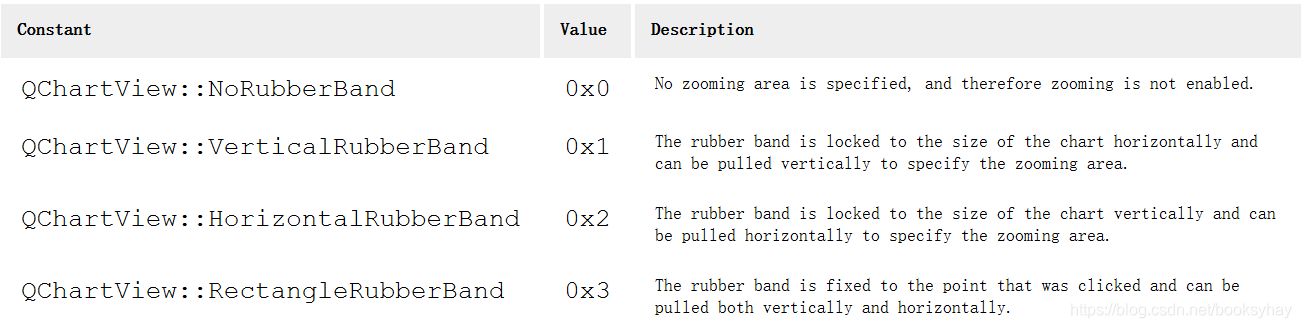 Constant Value Description
QChartView::NoRubberBand 0x0 No zooming area is specified, and therefore zooming is not enabled.
QChartView::VerticalRubberBand 0x1 The rubber band is locked to the size of the chart horizontally and
can be pulled vertically to specify the zooming area.
QChartView::HorizontalRubberBand 0x2 The rubber band is locked to the size of the chart vertically and can
be pulled horizontally to specify the zooming area.
QChartView::RectangleRubberBand 0x3 The rubber band is fixed to the point that was clicked and can be
pulled both vertically and horizontally.
https://blog.csdn.net/booksyhay